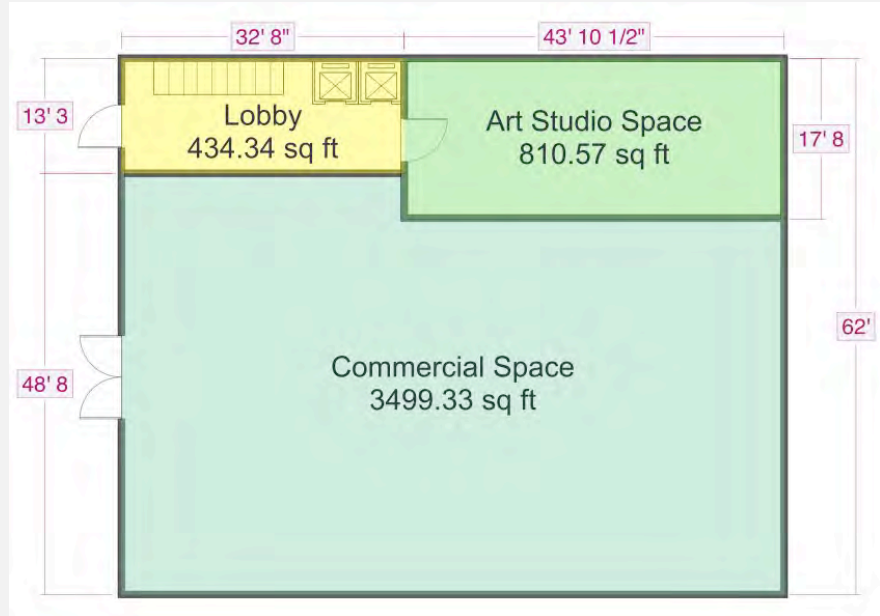 32' 8"
43' 10 1/2"
13' 3
Lobby
434.34 sq ft
Art Studio Space
810.57 sq ft
17' 8
62'
Commercial Space
3499.33 sq ft
48' 8